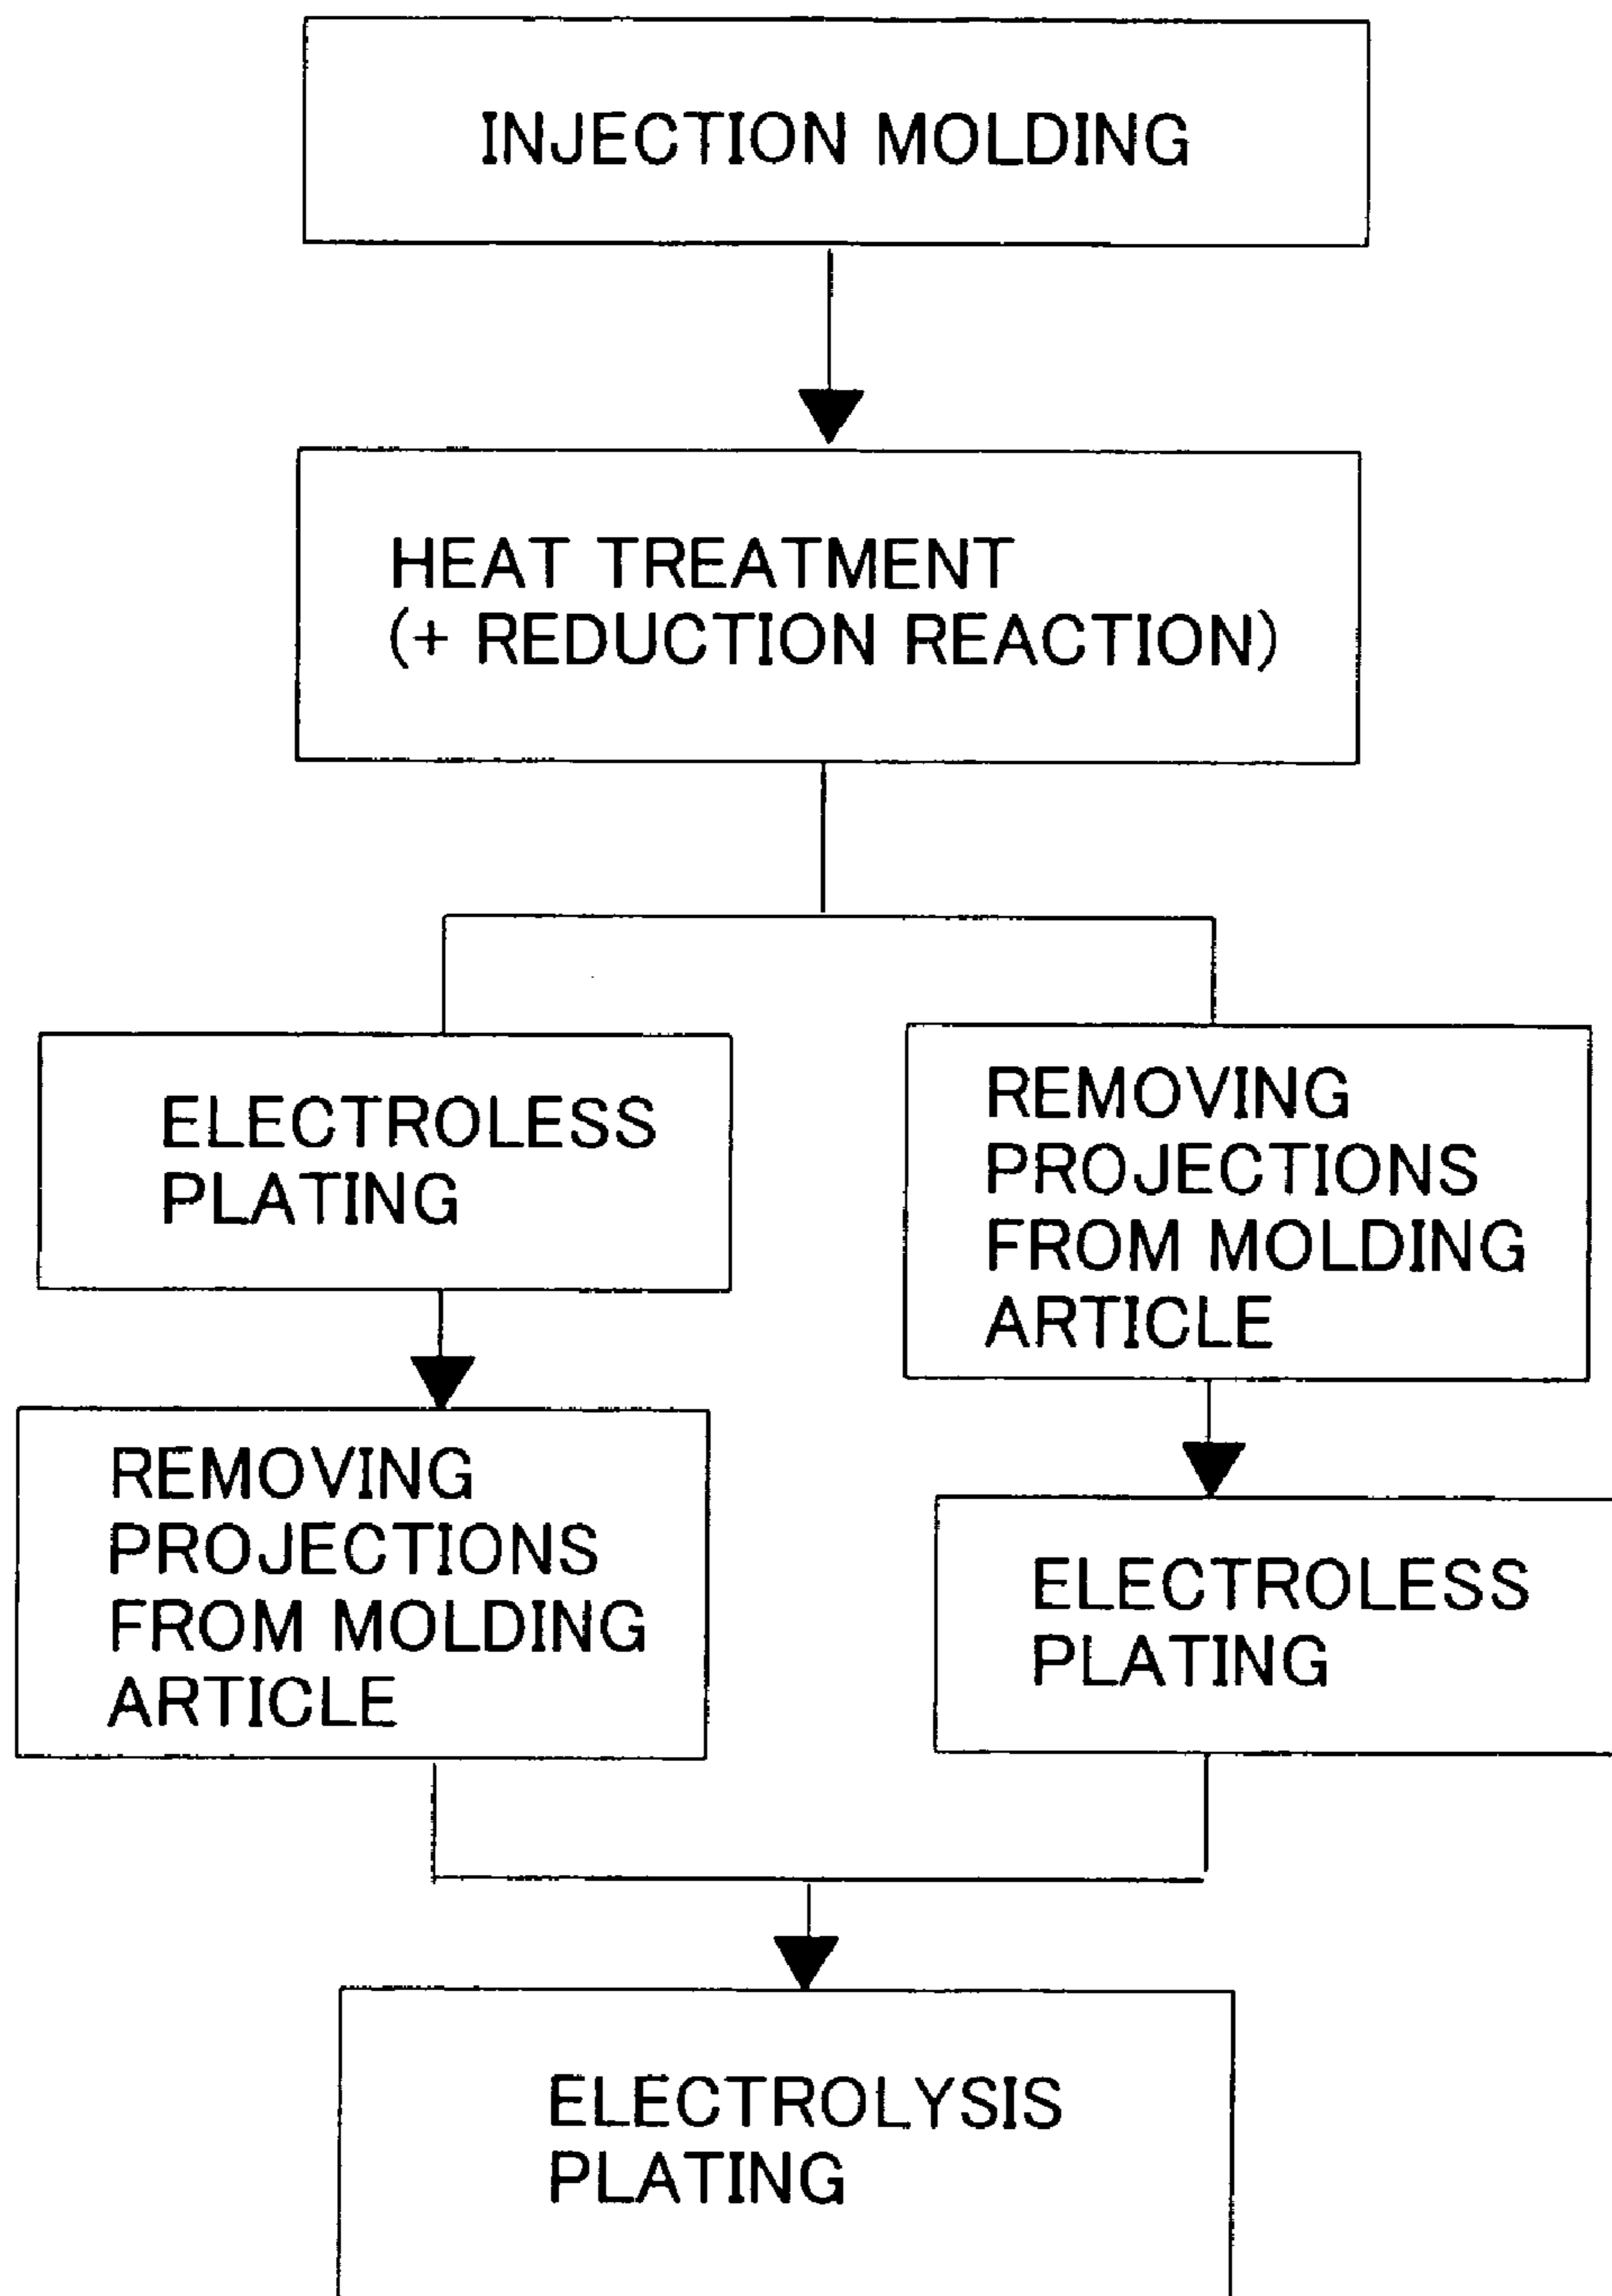 INJECTION MOLDING
HEAT TREATMENT
(+ REDUCTION REACTION)
ELECTROLESS
PLATING
REMOVING
PROJECTIONS
FROM MOLDING
ARTICLE
REMOVING
PROJECTIONS
FROM MOLDING
ARTICLE
ELECTROLESS
PLATING
ELECTROLYSIS
PLATING